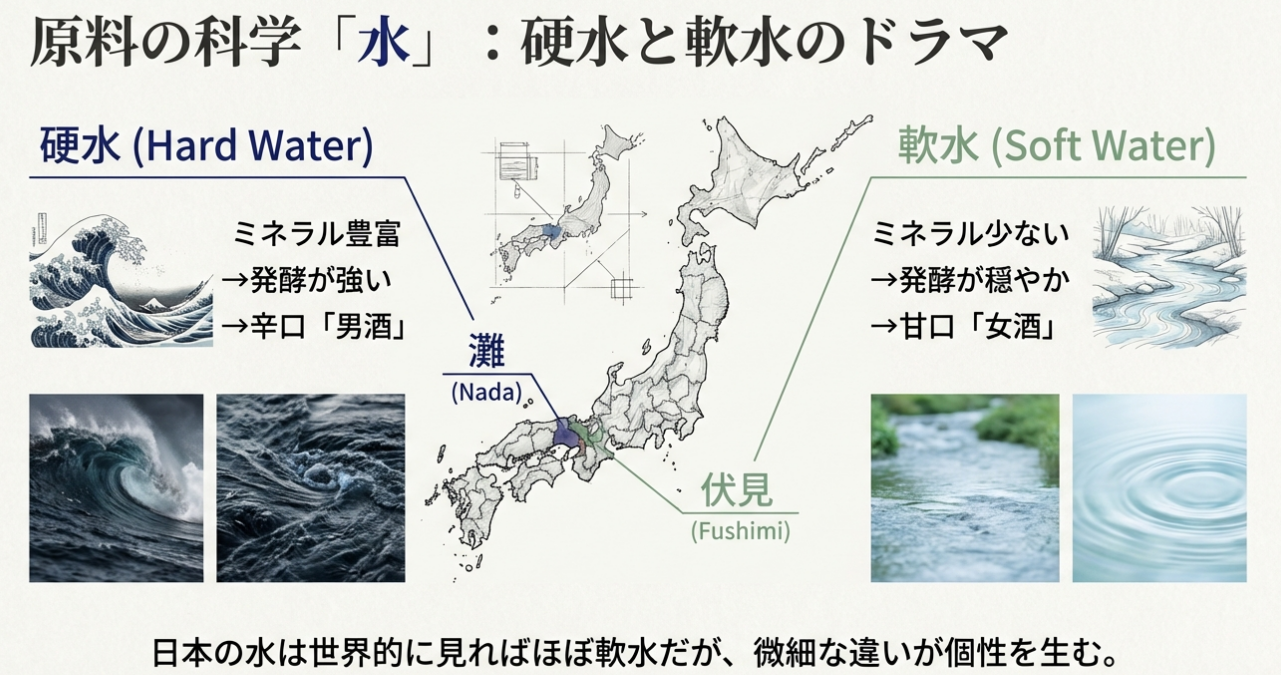 原料の科学「水」：硬水と軟水のドラマ
硬水 (Hard Water)
ミネラル豊富
→発酵が強い
→辛口「男酒」
灘
(Nada)
軟水 (Soft Water)
ミネラル少ない
→発酵が穏やか
→甘口「女酒」
伏見
(Fushimi)
日本の水は世界的に見ればほぼ軟水だが、微細な違いが個性を生む。